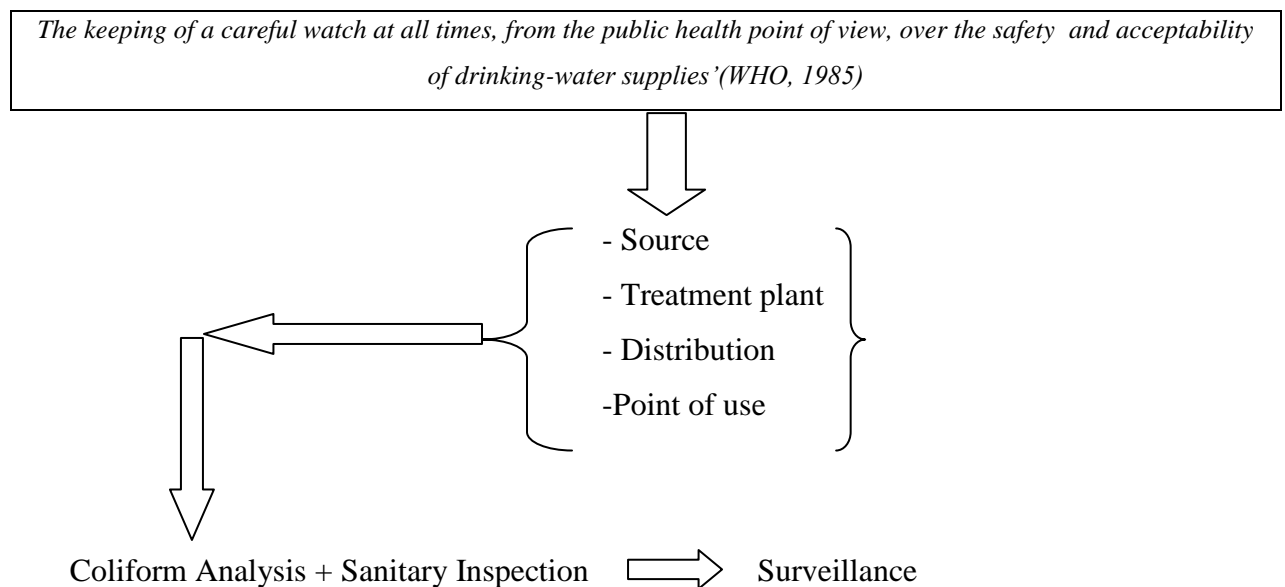 The keeping of a careful watch at all times, from the public health point of view, over the safety and acceptability
of drinking-water supplies’(WHO, 1985)
- Source
- Treatment plant
- Distribution
-Point of use
Coliform Analysis + Sanitary Inspection Surveillance